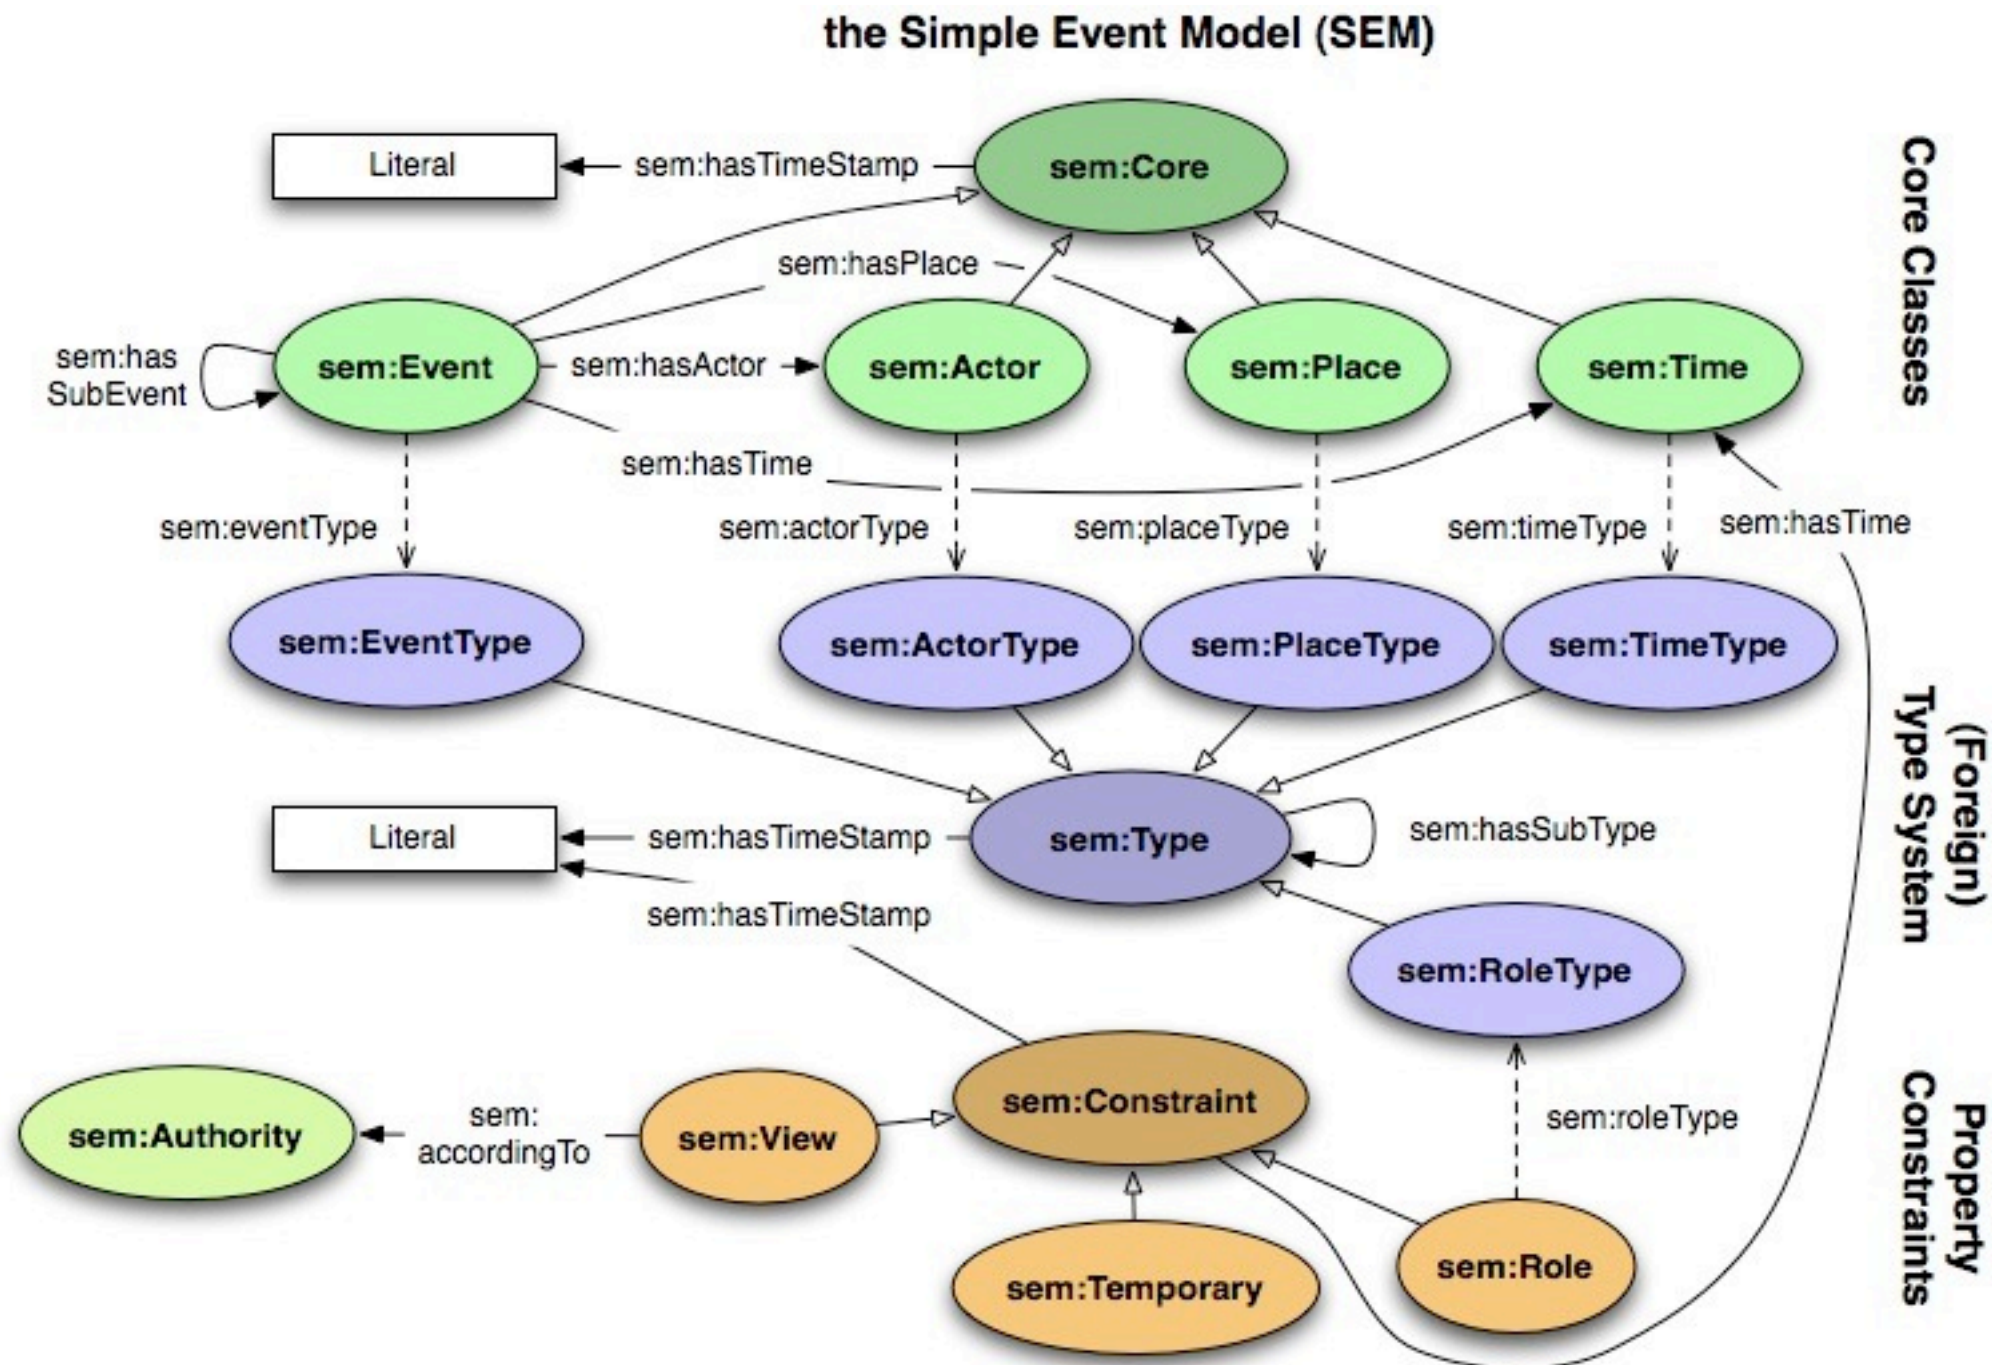 the Simple Event Model (SEM)
Literal
sem:hasTimeStamp
sem:Core
sem:hasPlace
sem:has
SubEvent
sem:Event
sem:hasActor
sem:Actor
sem:Place
sem:Time
Core Classes
sem:hasTime
sem:eventType
sem:actorType
sem:placeType
sem:timeType
sem:hasTime
sem:EventType
sem:ActorType
sem:PlaceType
sem:TimeType
(Foreign)
Type System
Literal
sem:hasTimeStamp
sem:Type
sem:hasSubType
sem:hasTimeStamp
sem:RoleType
sem:Authority
sem:
accordingTo
sem:View
sem:Constraint
sem:roleType
Property
Constraints
sem:Temporary
sem:Role